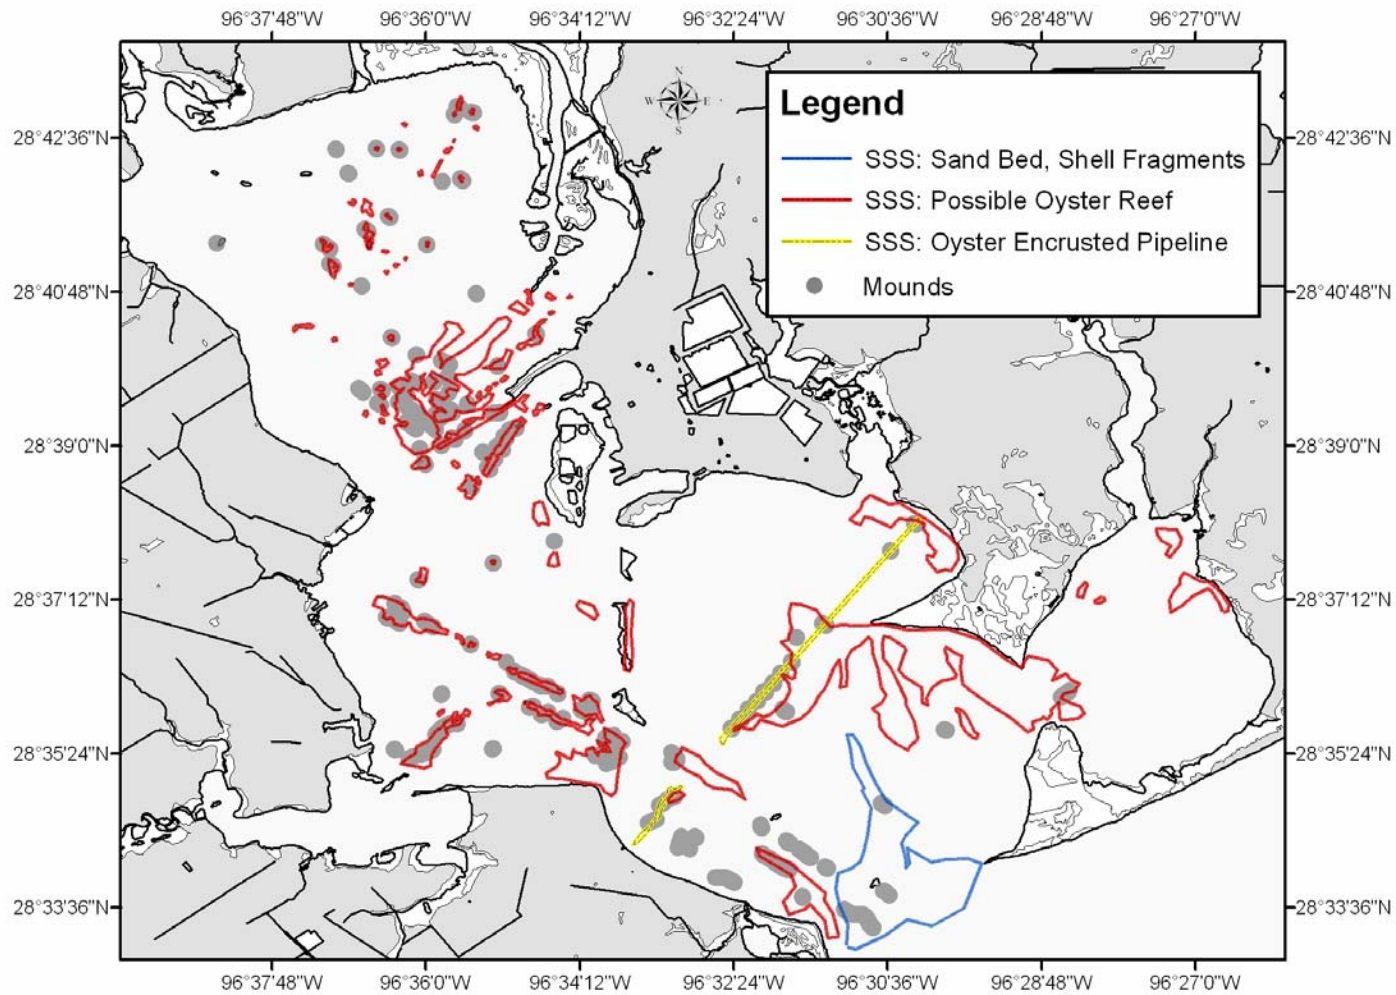 96°37'48"W 96°36'0"W 96°34'12"W 96°32'24"W 96°30'36"W 96°28'48"W 96°27'0"W
N
W E
S
Legend
SSS: Sand Bed, Shell Fragments
SSS: Possible Oyster Reef
SSS: Oyster Encrusted Pipeline
Mounds
28°42'36"N 28°42'36"N
28°40'48"N 28°40'48"N
28°39'0"N 28°39'0"N
28°37'12"N 28°37'12"N
28°35'24"N 28°35'24"N
28°33'36"N 28°33'36"N
96°37'48"W 96°36'0"W 96°34'12"W 96°32'24"W 96°30'36"W 96°28'48"W 96°27'0"W